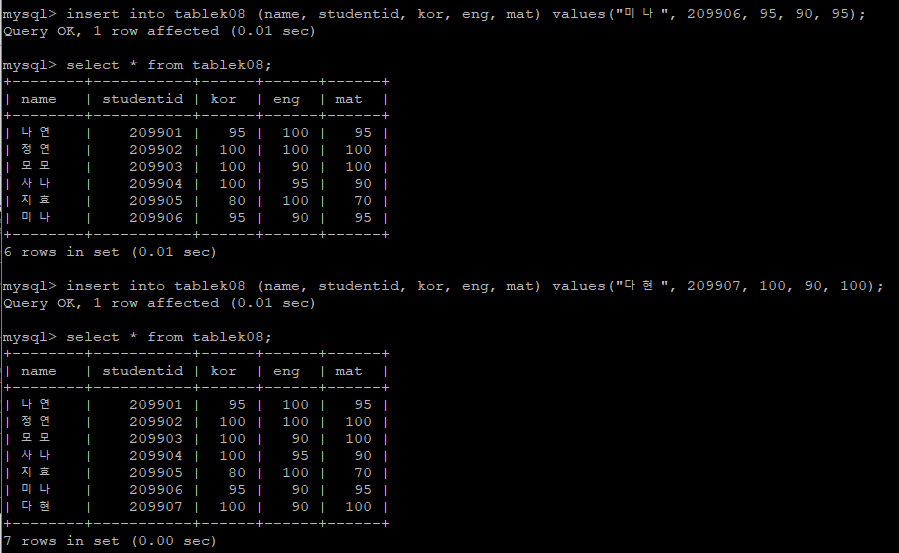 mysql> insert into tablek08 (name, studentid, kor, eng, mat) values("미나", 209906, 95, 90, 95);
Query OK, 1 row affected (0.01 sec)

mysql> select * from tablek08;
+--------+-----------+------+------+------+
| name   | studentid | kor  | eng  | mat  |
+--------+-----------+------+------+------+
| 나연   |    209901 |   95 |  100 |   95 |
| 정연   |    209902 |  100 |  100 |  100 |
| 모모   |    209903 |  100 |   90 |  100 |
| 사나   |    209904 |  100 |   95 |   90 |
| 지효   |    209905 |   80 |  100 |   70 |
| 미나   |    209906 |   95 |   90 |   95 |
+--------+-----------+------+------+------+
6 rows in set (0.01 sec)

mysql> insert into tablek08 (name, studentid, kor, eng, mat) values("다현", 209907, 100, 90, 100);
Query OK, 1 row affected (0.01 sec)

mysql> select * from tablek08;
+--------+-----------+------+------+------+
| name   | studentid | kor  | eng  | mat  |
+--------+-----------+------+------+------+
| 나연   |    209901 |   95 |  100 |   95 |
| 정연   |    209902 |  100 |  100 |  100 |
| 모모   |    209903 |  100 |   90 |  100 |
| 사나   |    209904 |  100 |   95 |   90 |
| 지효   |    209905 |   80 |  100 |   70 |
| 미나   |    209906 |   95 |   90 |   95 |
| 다현   |    209907 |  100 |   90 |  100 |
+--------+-----------+------+------+------+
7 rows in set (0.00 sec)